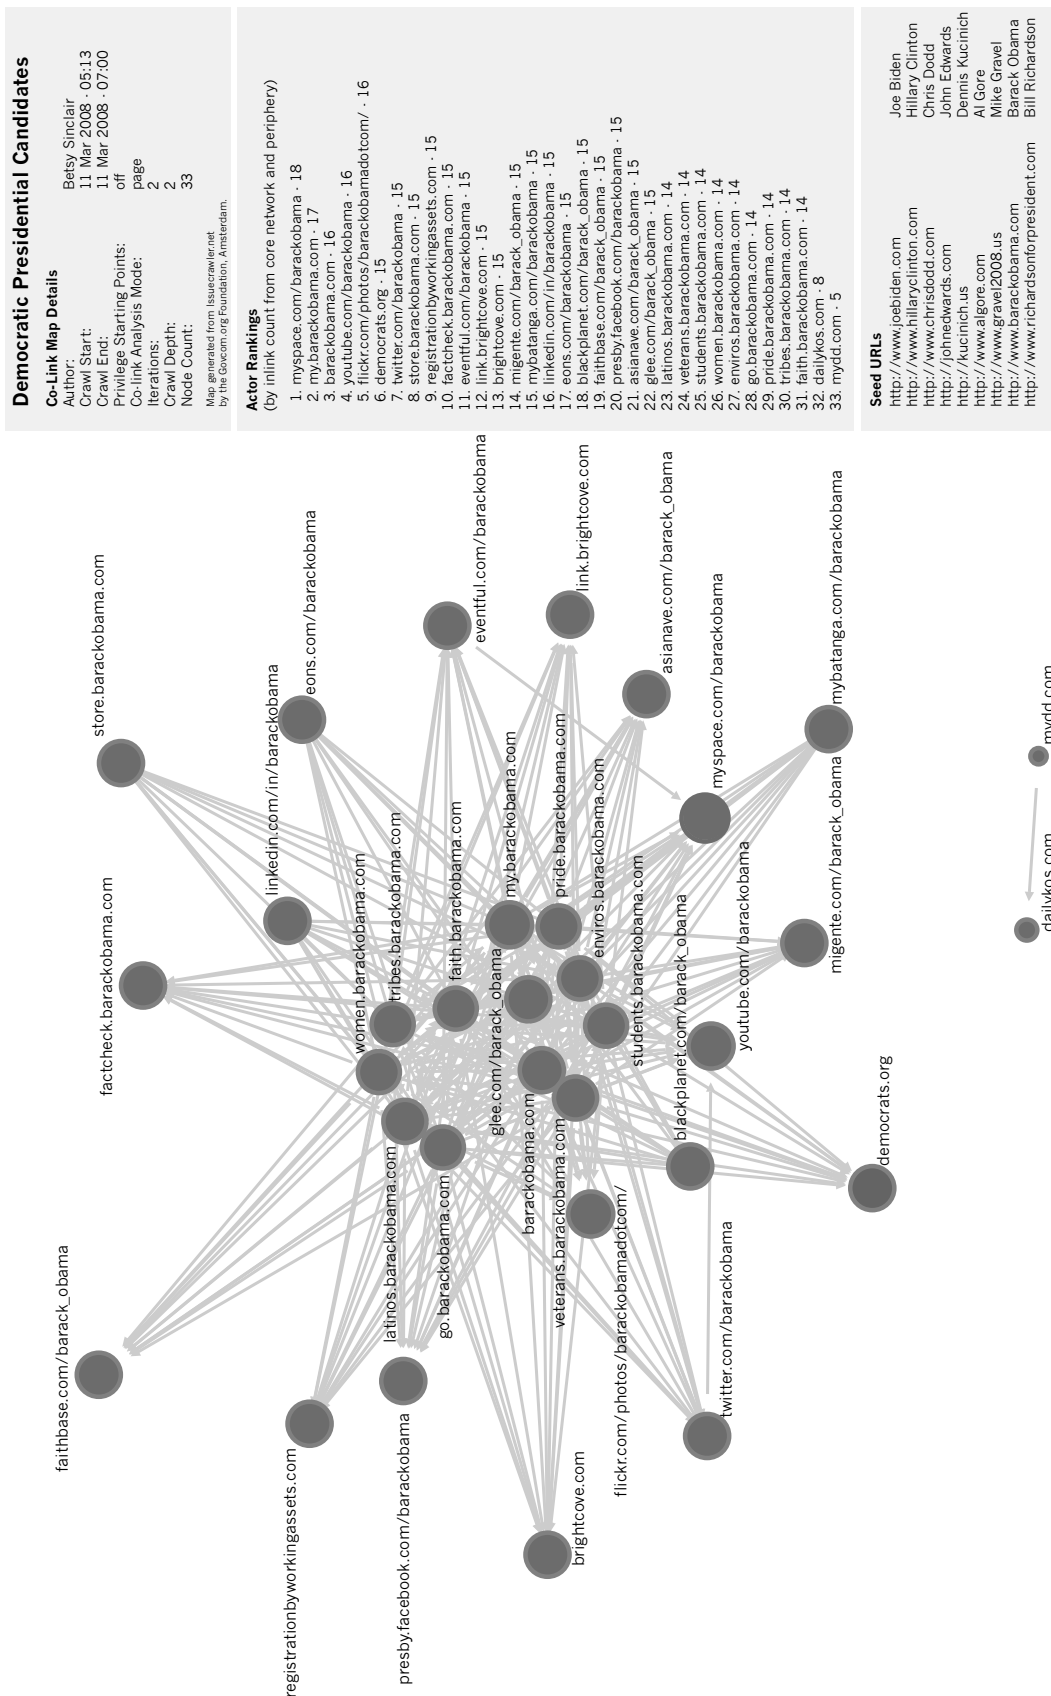 Democratic Presidential Candidates
Co-Link Map Details
Author: Betsy Sinclair
Crawl Start: 11 Mar 2008 - 05:13
Crawl End: 11 Mar 2008 - 07:00
Privilege Starting Points: off
Co-link Analysis Mode: page
Iterations: 2
Crawl Depth: 2
Node Count: 33
Map generated from Issuecrawler.net
by the Govcom.org Foundation, Amsterdam.
Actor Rankings
(by inlink count from core network and periphery)
1. myspace.com/barackobama - 18
2. my.barackobama.com - 17
3. barackobama.com - 16
4. youtube.com/barackobama - 16
5. flickr.com/photos/barackobamadotcom/ - 16
6. democrats.org - 15
7. twitter.com/barackobama - 15
8. store.barackobama.com - 15
9. registrationbyworkingassets.com - 15
10. factcheck.barackobama.com - 15
11. eventful.com/barackobama - 15
12. link.brightcove.com - 15
13. brightcove.com - 15
14. migente.com/barack_obama - 15
15. mybatanga.com/barackobama - 15
16. linkedin.com/in/barackobama - 15
17. eons.com/barackobama - 15
18. blackplanet.com/barack_obama - 15
19. faithbase.com/barack_obama - 15
20. presby.facebook.com/barackobama - 15
21. asianave.com/barack_obama - 15
22. glee.com/barack_obama - 15
23. latinos.barackobama.com - 14
24. veterans.barackobama.com - 14
25. students.barackobama.com - 14
26. women.barackobama.com - 14
27. enviros.barackobama.com - 14
28. go.barackobama.com - 14
29. pride.barackobama.com - 14
30. tribes.barackobama.com - 14
31. faith.barackobama.com - 14
32. dailykos.com - 8
33. mydd.com - 5
Seed URLs
http://www.joebiden.com Joe Biden
http://www.hillaryclinton.com Hillary Clinton
http://www.chrisdodd.com Chris Dodd
http://johnedwards.com John Edwards
http://kucinich.us Dennis Kucinich
http://www.algore.com Al Gore
http://www.gravel2008.us Mike Gravel
http://www.barackobama.com Barack Obama
http://www.richardsonforpresident.com Bill Richardson
faithbase.com/barack_obama
factcheck.barackobama.com
store.barackobama.com
linkedin.com/in/barackobama
eons.com/barackobama
registrationbyworkingassets.com
women.barackobama.com
tribes.barackobama.com
latinos.barackobama.com
presby.facebook.com/barackobama
go.barackobama.com
faith.barackobama.com
eventful.com/barackobama
glee.com/barack_obama
my.barackobama.com
barackobama.com
pride.barackobama.com
veterans.barackobama.com
link.brightcove.com
brightcove.com
enviros.barackobama.com
flickr.com/photos/barackobamadotcom/
students.barackobama.com
asianave.com/barack_obama
blackplanet.com/barack_obama
myspace.com/barackobama
twitter.com/barackobama
youtube.com/barackobama
migente.com/barack_obama
mybatanga.com/barackobama
democrats.org
dailykos.com
mydd.com